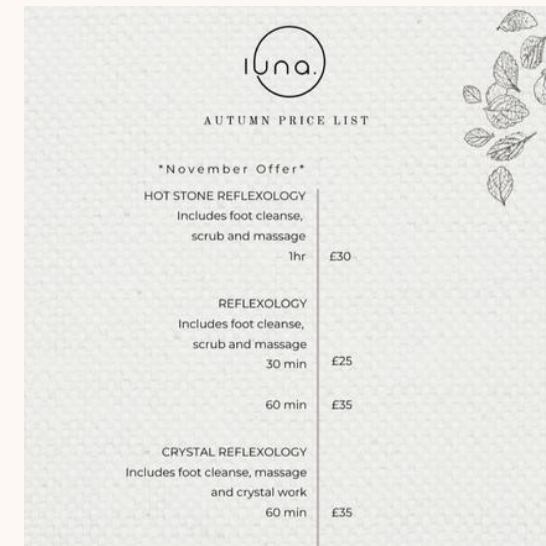 luna.
AUTUMN PRICE LIST
*November Offer*
HOT STONE REFLEXOLOGY
Includes foot cleanse,
scrub and massage
1hr £30
REFLEXOLOGY
Includes foot cleanse,
scrub and massage
30 min £25
60 min £35
CRYSTAL REFLEXOLOGY
Includes foot cleanse, massage
and crystal work
60 min £35